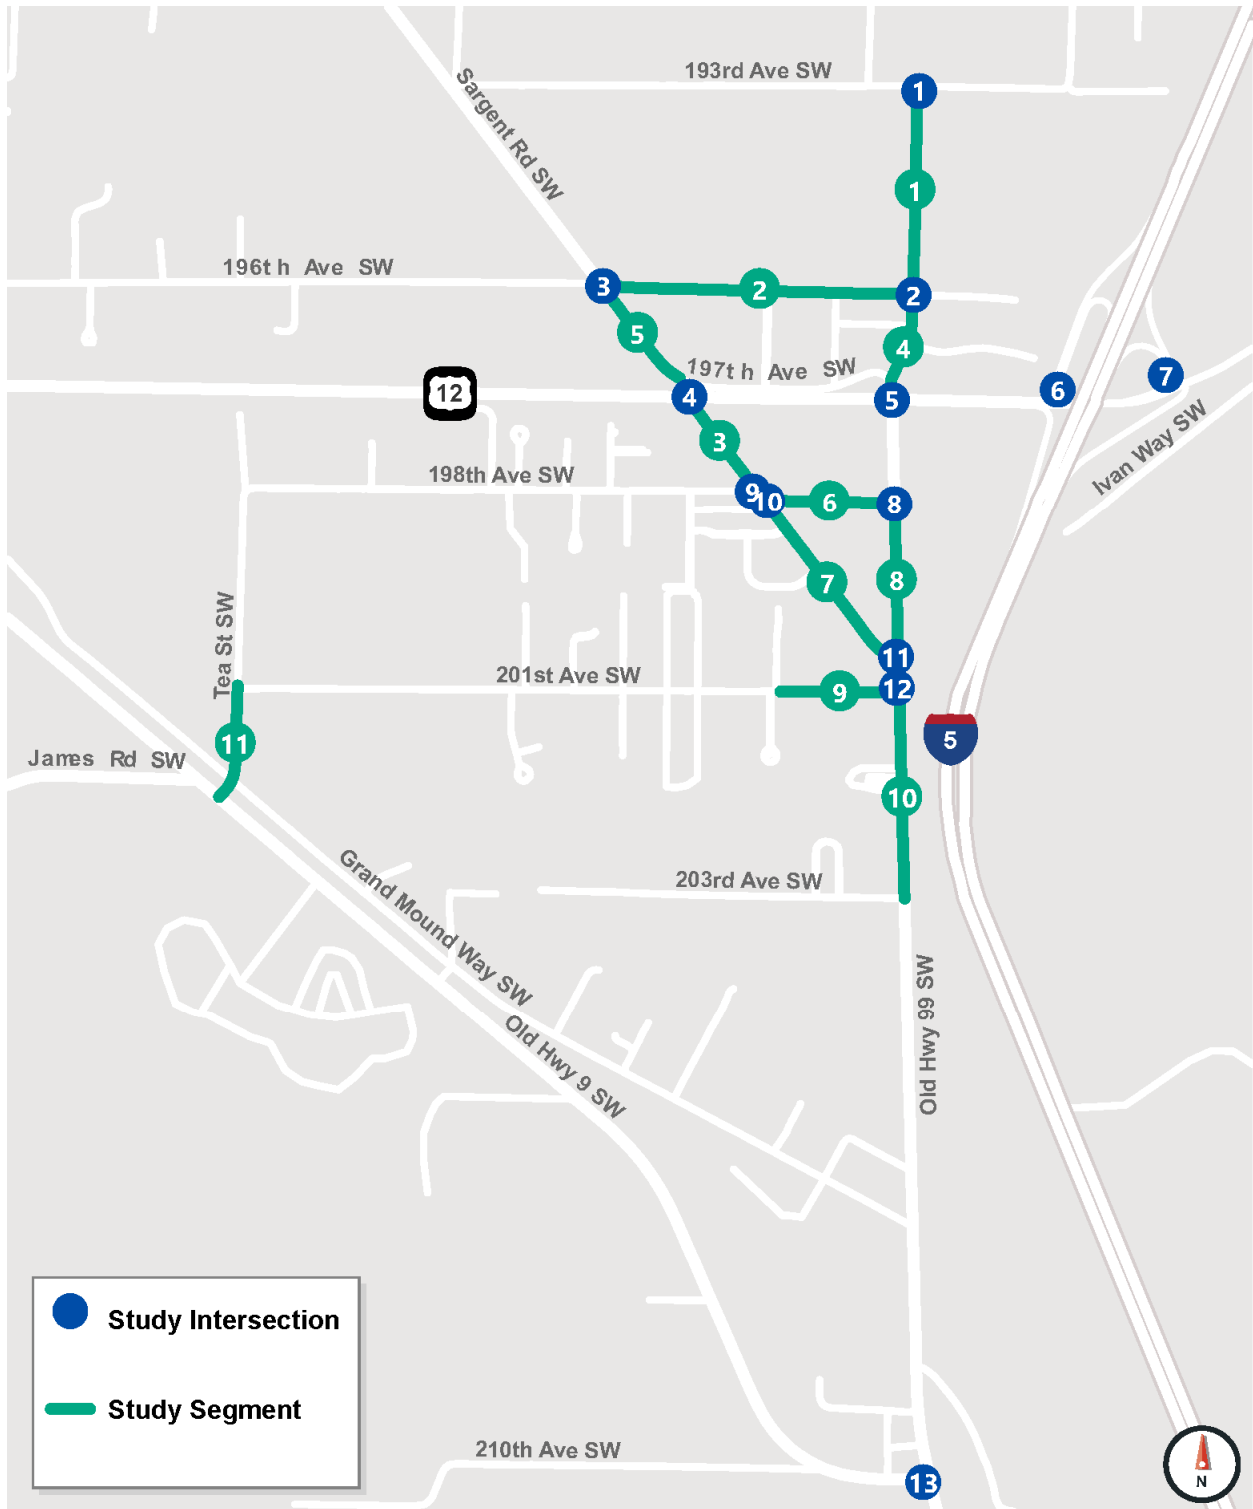 193rd Ave SW
1
Sargent Rd SW
1
196th Ave SW
3
2
2
5
4
197th Ave SW
12
4
5
6
7
Ivan Way SW
3
198th Ave SW
9
10
6
8
7
8
Tea St SW
11
201st Ave SW
9
12
11
James Rd SW
5
10
Grand Mound Way SW
203rd Ave SW
Old Hwy 99 SW
Old Hwy 9 SW
Study Intersection
Study Segment
210th Ave SW
13
N